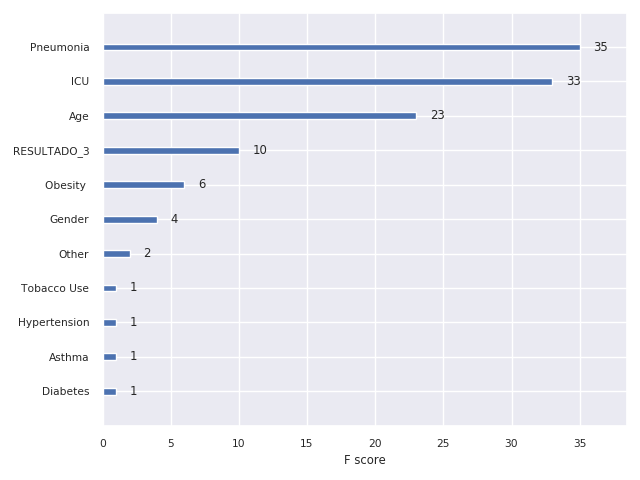 Pneumonia 35
ICU 33
Age 23
RESULTADO_3 10
Obesity 6
Gender 4
Other 2
Tobacco Use 1
Hypertension 1
Asthma 1
Diabetes 1
0 5 10 15 20 25 30 35
F score